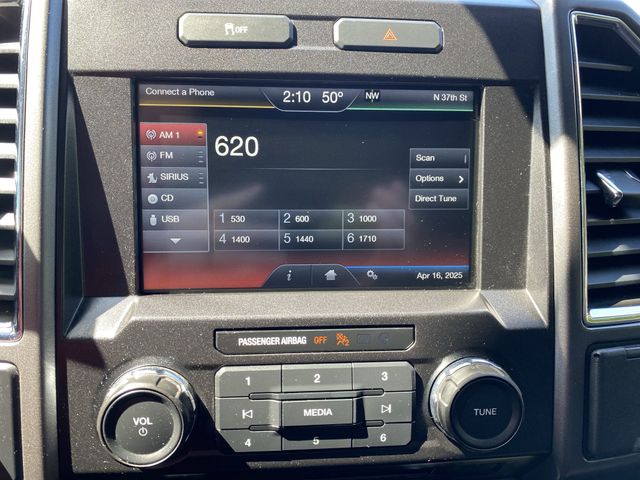 OFF
Connect a Phone 2:10 50° NW N 37th St
AM 1
FM
SIRIUS
CD
USB
620
Scan
Options
Direct Tune
1 530 2 600 3 1000
4 1400 5 1440 6 1710
i
Apr 16, 2025
PASSENGER AIRBAG OFF 2
1 2 3
VOL MEDIA TUNE
4 5 6